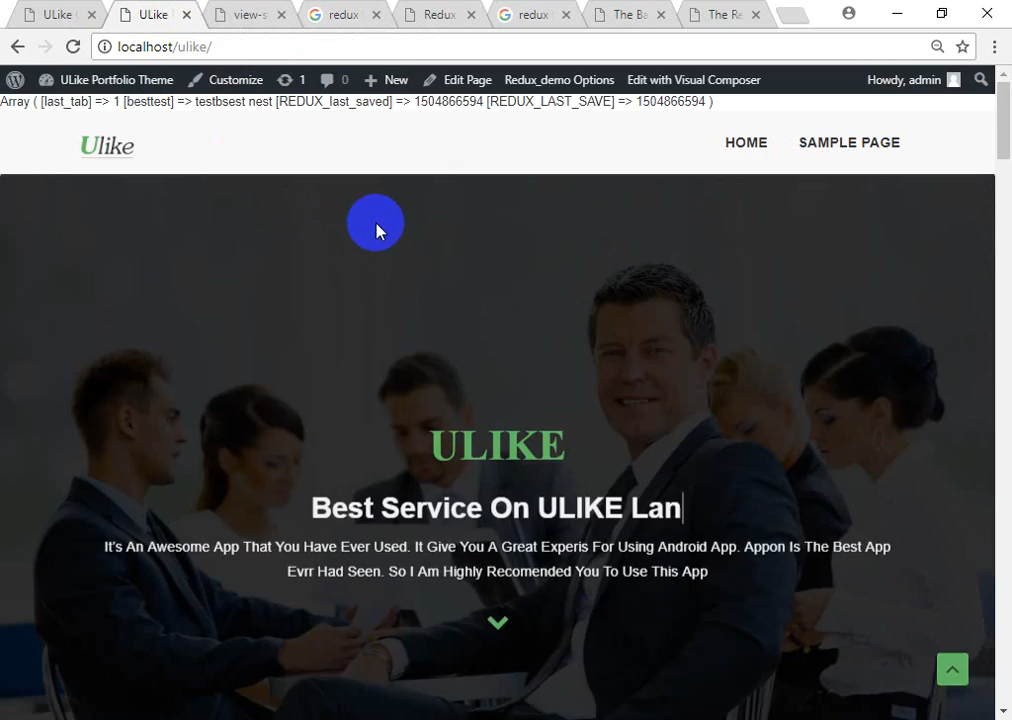 ULike
ULike
view-s
redux
Redux
redux
The Ba
The Re
localhost/ulike/
ULike Portfolio Theme Customize 1 0 New Edit Page Redux_demo Options Edit with Visual Composer Howdy, admin
Array ( [last_tab] => 1 [besttest] => testbsest nest [REDUX_last_saved] => 1504866594 [REDUX_LAST_SAVE] => 1504866594 )
Ulike
HOME SAMPLE PAGE
ULIKE
Best Service On ULIKE Lan
It's An Awesome App That You Have Ever Used. It Give You A Great Experis For Using Android App. Appon Is The Best App
Evrr Had Seen. So I Am Highly Recomended You To Use This App